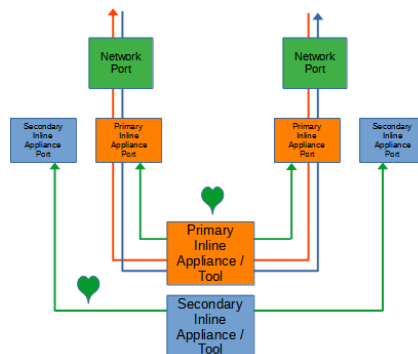 Network
Port
Network
Port
Secondary
Inline
Appliance
Port
Primary
Inline
Appliance
Port
Primary
Inline
Appliance
Port
Secondary
Inline
Appliance
Port
Primary
Inline
Appliance /
Tool
Secondary
Inline
Appliance /
Tool